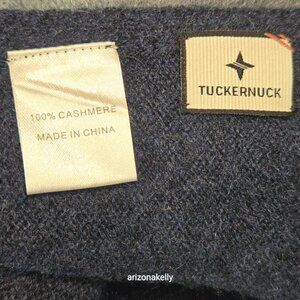 100% CASHMERE
MADE IN CHINA
TUCKERNUCK
arizonakelly